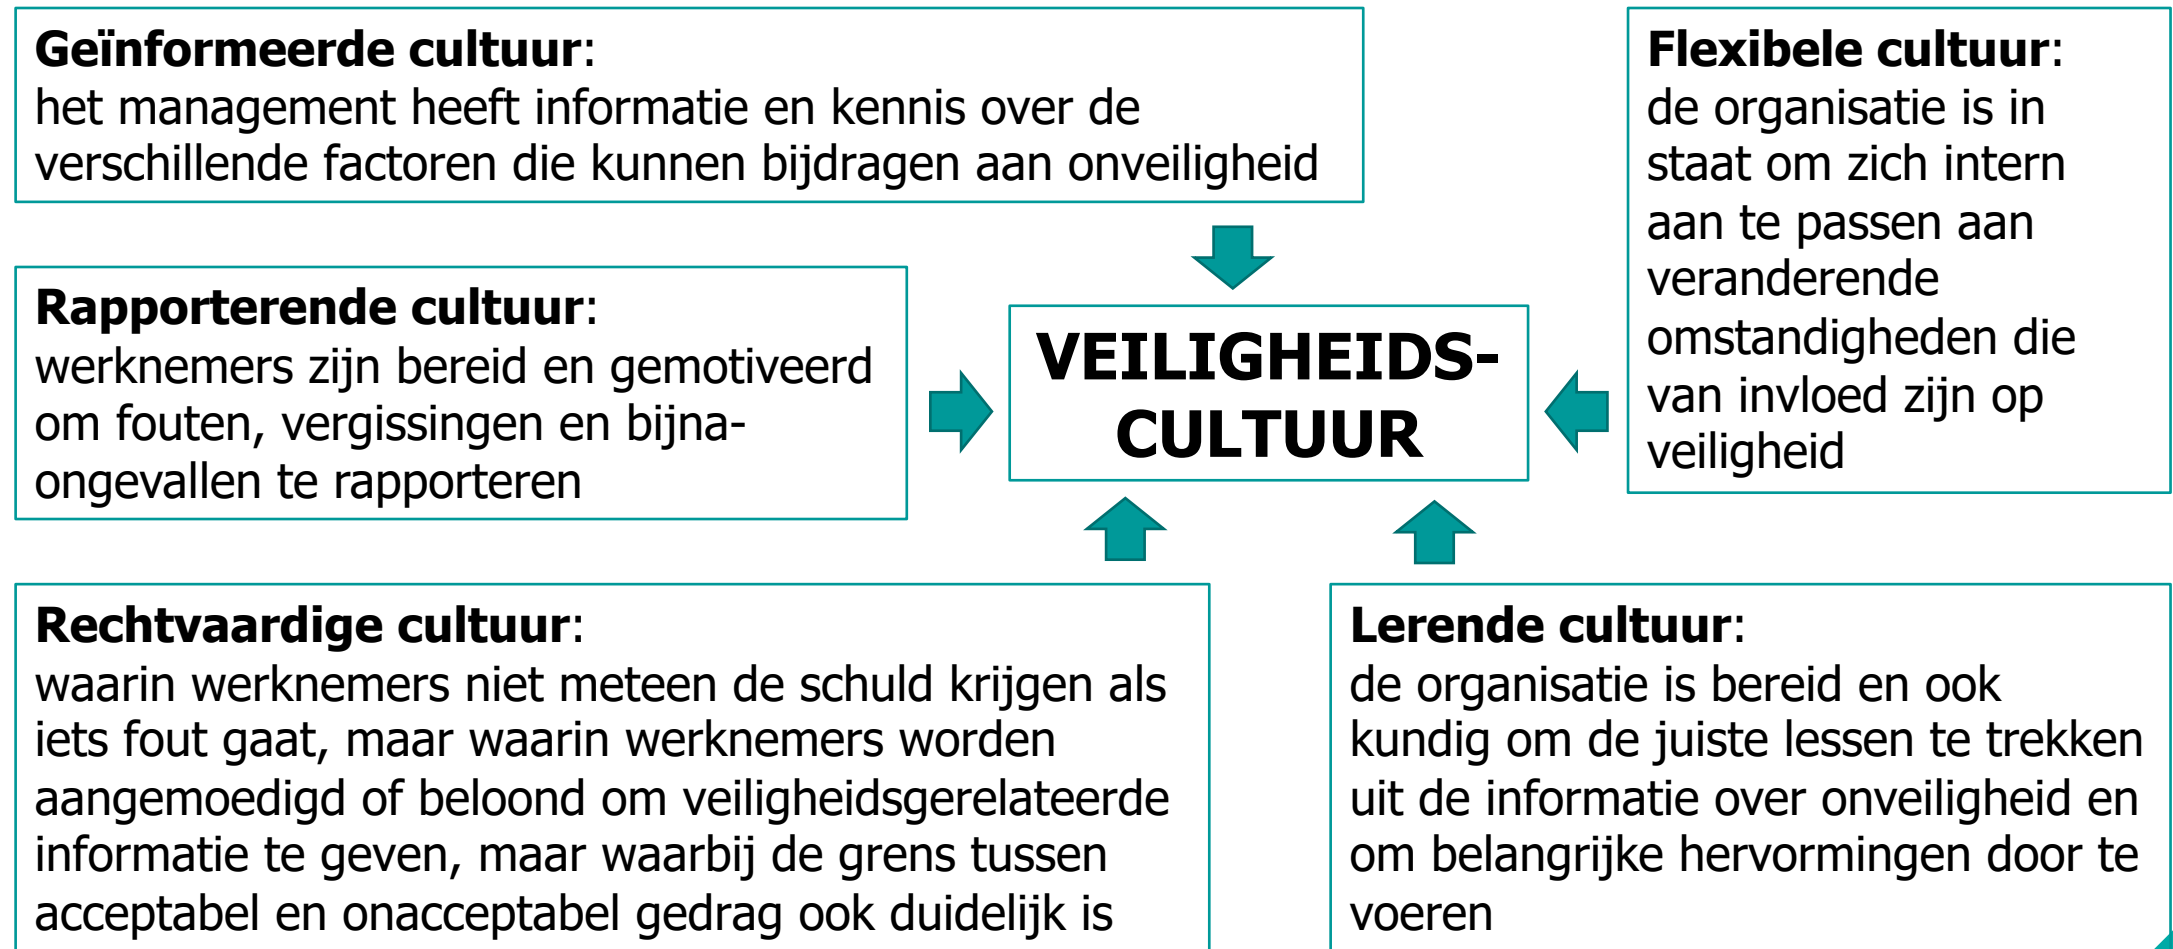 Geïnformeerde cultuur:
het management heeft informatie en kennis over de
verschillende factoren die kunnen bijdragen aan onveiligheid
Flexibele cultuur:
de organisatie is in
staat om zich intern
aan te passen aan
veranderende
omstandigheden die
van invloed zijn op
veiligheid
Rapporterende cultuur:
werknemers zijn bereid en gemotiveerd
om fouten, vergissingen en bijna-
ongevallen te rapporteren
VEILIGHEIDS-
CULTUUR
Rechtvaardige cultuur:
waarin werknemers niet meteen de schuld krijgen als
iets fout gaat, maar waarin werknemers worden
aangemoedigd of beloond om veiligheidsgerelateerde
informatie te geven, maar waarbij de grens tussen
acceptabel en onacceptabel gedrag ook duidelijk is
Lerende cultuur:
de organisatie is bereid en ook
kundig om de juiste lessen te trekken
uit de informatie over onveiligheid en
om belangrijke hervormingen door te
voeren